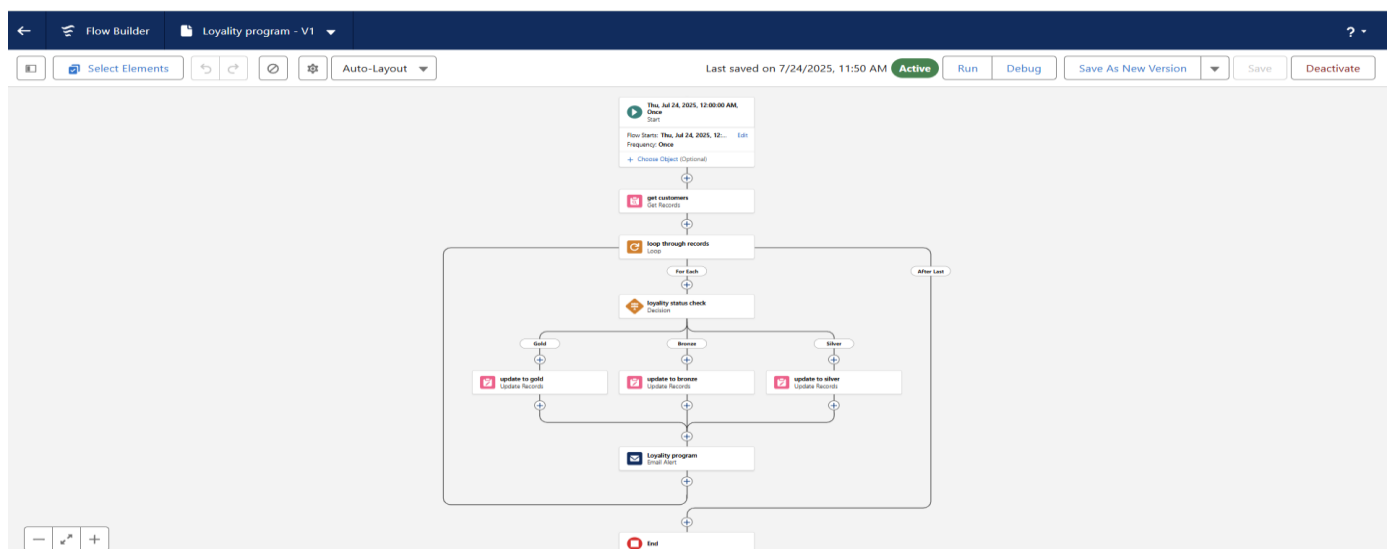 Flow Builder
Loyality program - V1
?
Select Elements
Auto-Layout
Last saved on 7/24/2025, 11:50 AM
Active
Run
Debug
Save As New Version
Save
Deactivate
Thu, Jul 24, 2025, 12:00:00 AM,
Once
Start
Flow Starts: Thu, Jul 24, 2025, 12:... Edit
Frequency: Once
+ Choose Object (Optional)
get customers
Get Records
loop through records
Loop
For Each
After Last
loyality status check
Decision
Gold
Bronze
Silver
update to gold
Update Records
update to bronze
Update Records
update to silver
Update Records
Loyality program
Email Alert
End